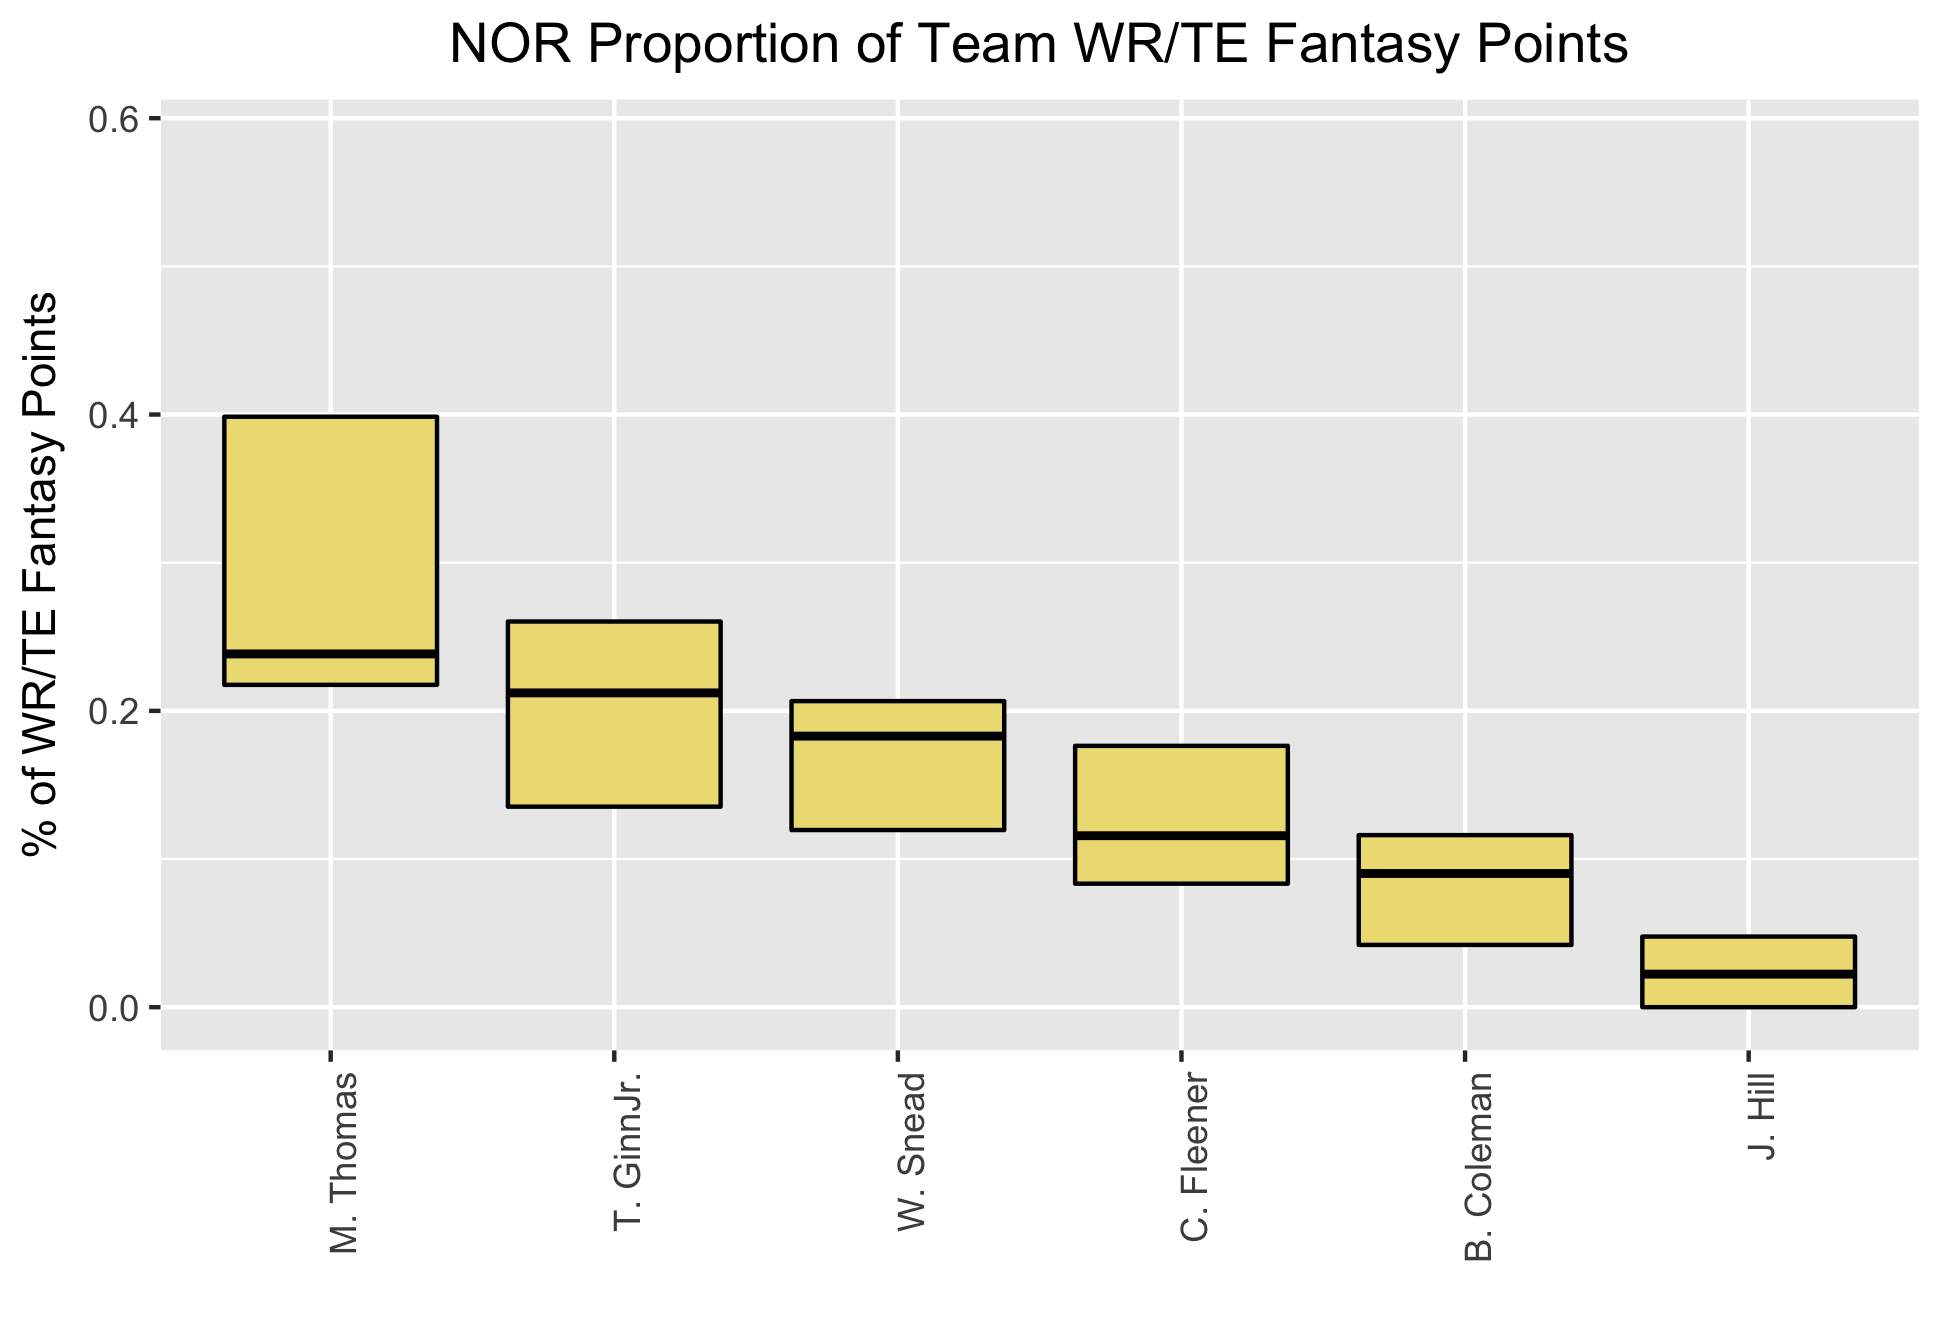 NOR Proportion of Team WR/TE Fantasy Points
% of WR/TE Fantasy Points
0.6
0.4
0.2
0.0
M. Thomas
T. GinnJr.
W. Snead
C. Fleener
B. Coleman
J. Hill